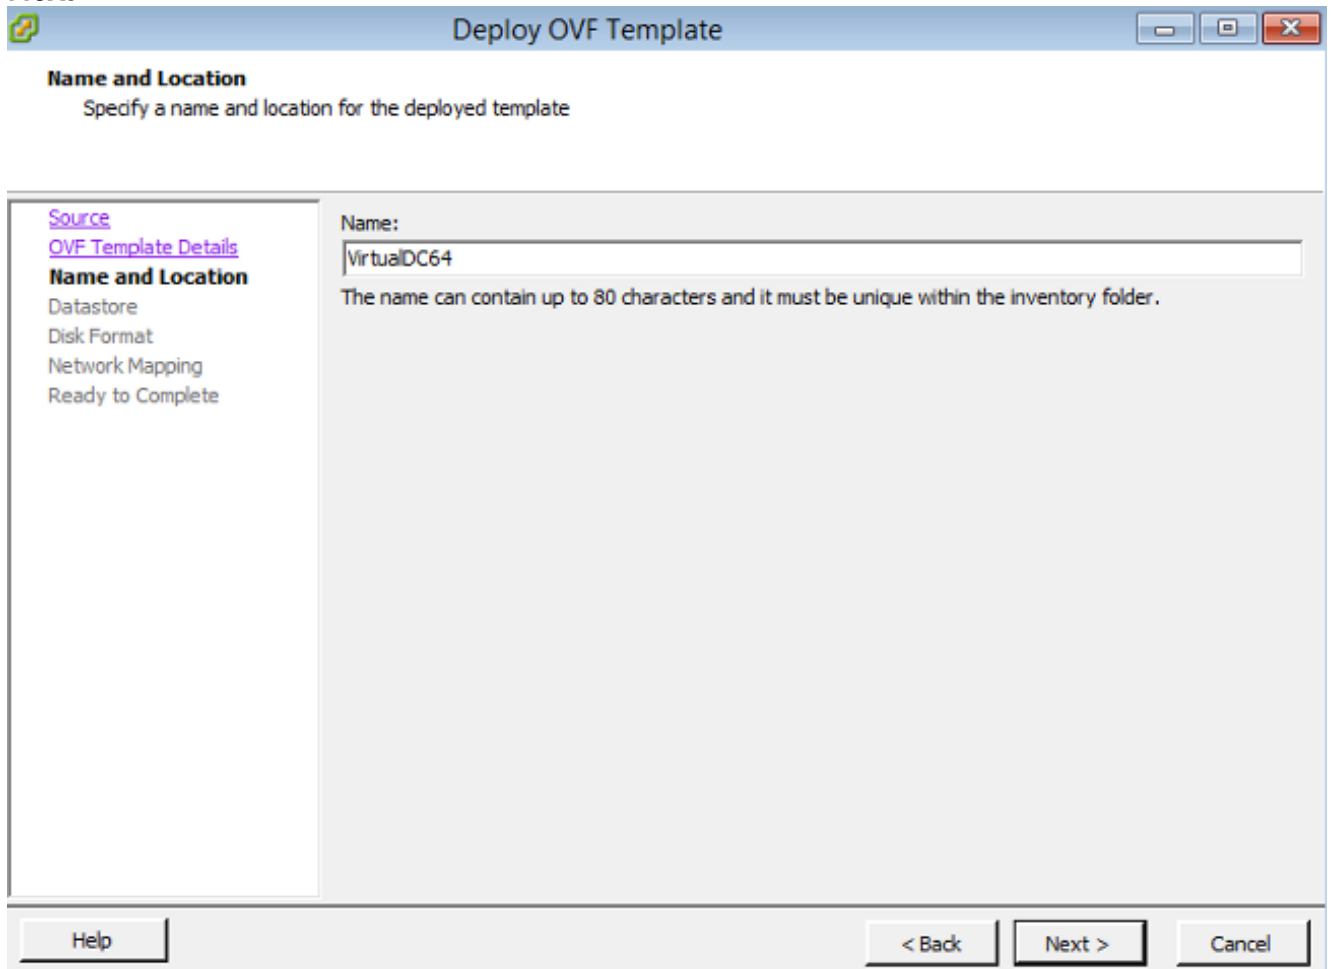 Deploy OVF Template
Name and Location
Specify a name and location for the deployed template
Source
OVF Template Details
Name and Location
Datastore
Disk Format
Network Mapping
Ready to Complete
Name:
VirtualDC64
The name can contain up to 80 characters and it must be unique within the inventory folder.
Help
< Back
Next >
Cancel